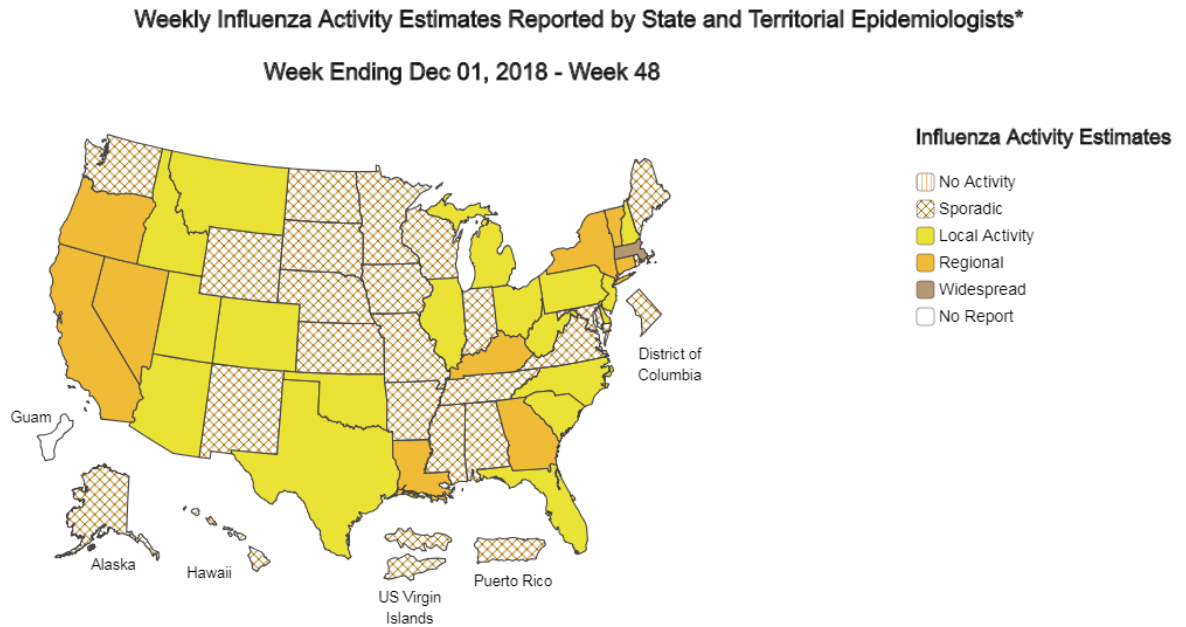 Weekly Influenza Activity Estimates Reported by State and Territorial Epidemiologists*
Week Ending Dec 01, 2018 - Week 48
Influenza Activity Estimates
No Activity
Sporadic
Local Activity
Regional
Widespread
No Report
District of
Columbia
Guam
Alaska
Hawaii
US Virgin
Islands
Puerto Rico